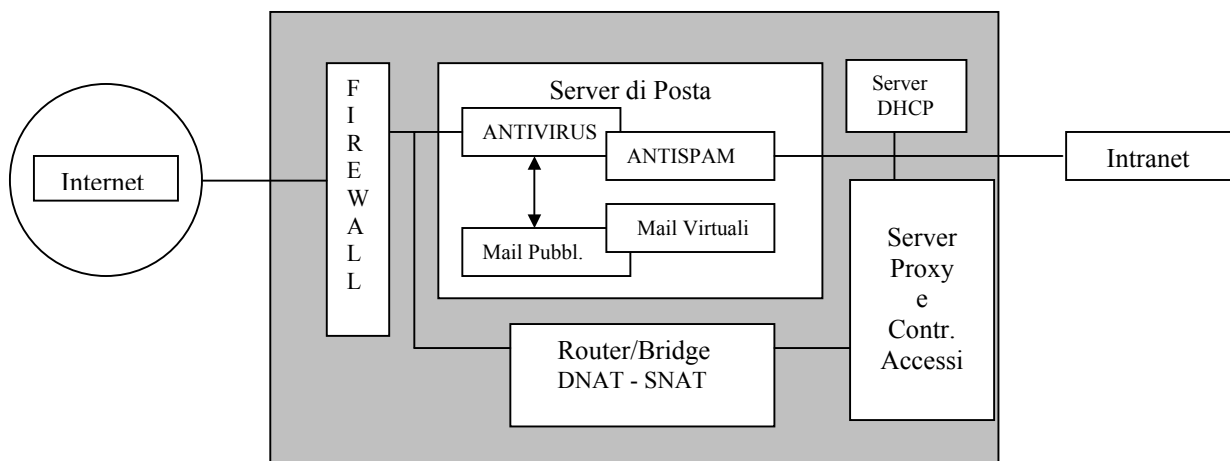 Internet
F
I
R
E
W
A
L
L
Server di Posta
ANTIVIRUS
ANTISPAM
Mail Virtuali
Mail Pubbl.
Router/Bridge
DNAT - SNAT
Server
DHCP
Server
Proxy
e
Contr.
Accessi
Intranet